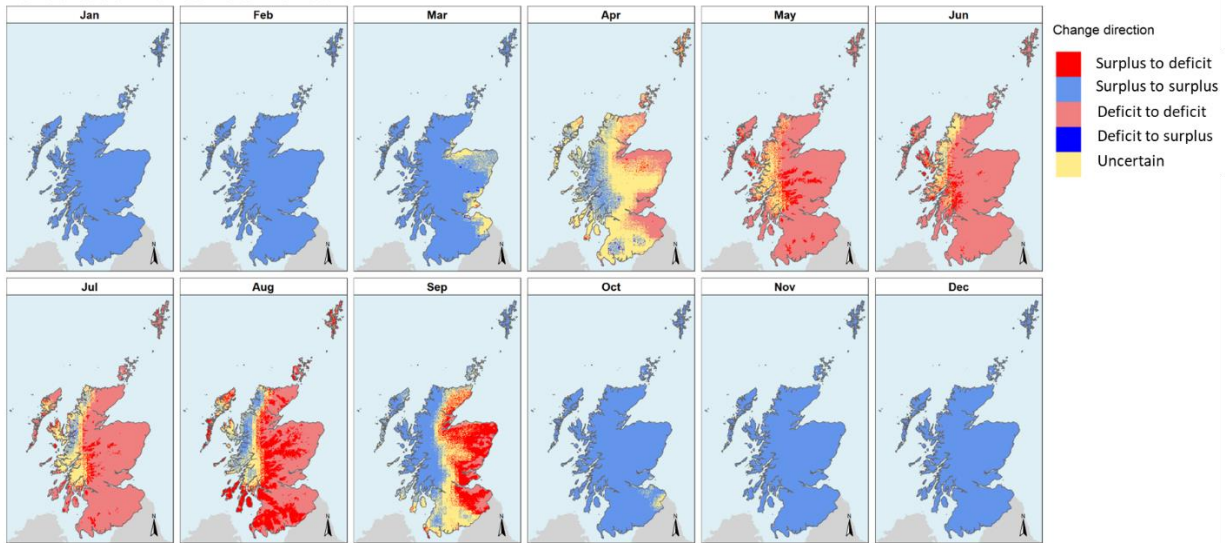 Jan
Feb
Mar
Apr
May
Jun
Change direction
Surplus to deficit
Surplus to surplus
Deficit to deficit
Deficit to surplus
Uncertain
N
N
N
N
N
N
Jul
Aug
Sep
Oct
Nov
Dec
N
N
N
N
N
N